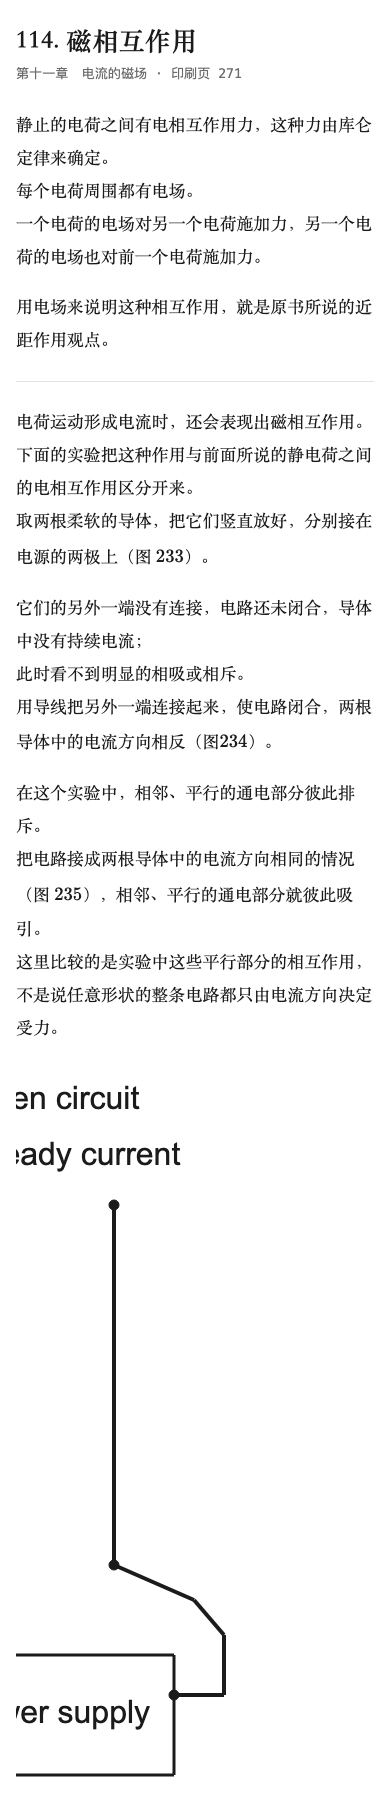 114. 磁相互作用
第十一章 电流的磁场 · 印刷页 271
静止的电荷之间有电相互作用力，这种力由库仑
定律来确定。
每个电荷周围都有电场。
一个电荷的电场对另一个电荷施加力，另一个电
荷的电场也对前一个电荷施加力。
用电场来说明这种相互作用，就是原书所说的近
距作用观点。
电荷运动形成电流时，还会表现出磁相互作用。
下面的实验把这种作用与前面所说的静电荷之间
的电相互作用区分开来。
取两根柔软的导体，把它们竖直放好，分别接在
电源的两极上（图 233）。
它们的另外一端没有连接，电路还未闭合，导体
中没有持续电流；
此时看不到明显的相吸或相斥。
用导线把另外一端连接起来，使电路闭合，两根
导体中的电流方向相反（图234）。
在这个实验中，相邻、平行的通电部分彼此排
斥。
把电路接成两根导体中的电流方向相同的情况
（图 235），相邻、平行的通电部分就彼此吸
引。
这里比较的是实验中这些平行部分的相互作用，
不是说任意形状的整条电路都只由电流方向决定
受力。
en circuit
eady current
ver supply